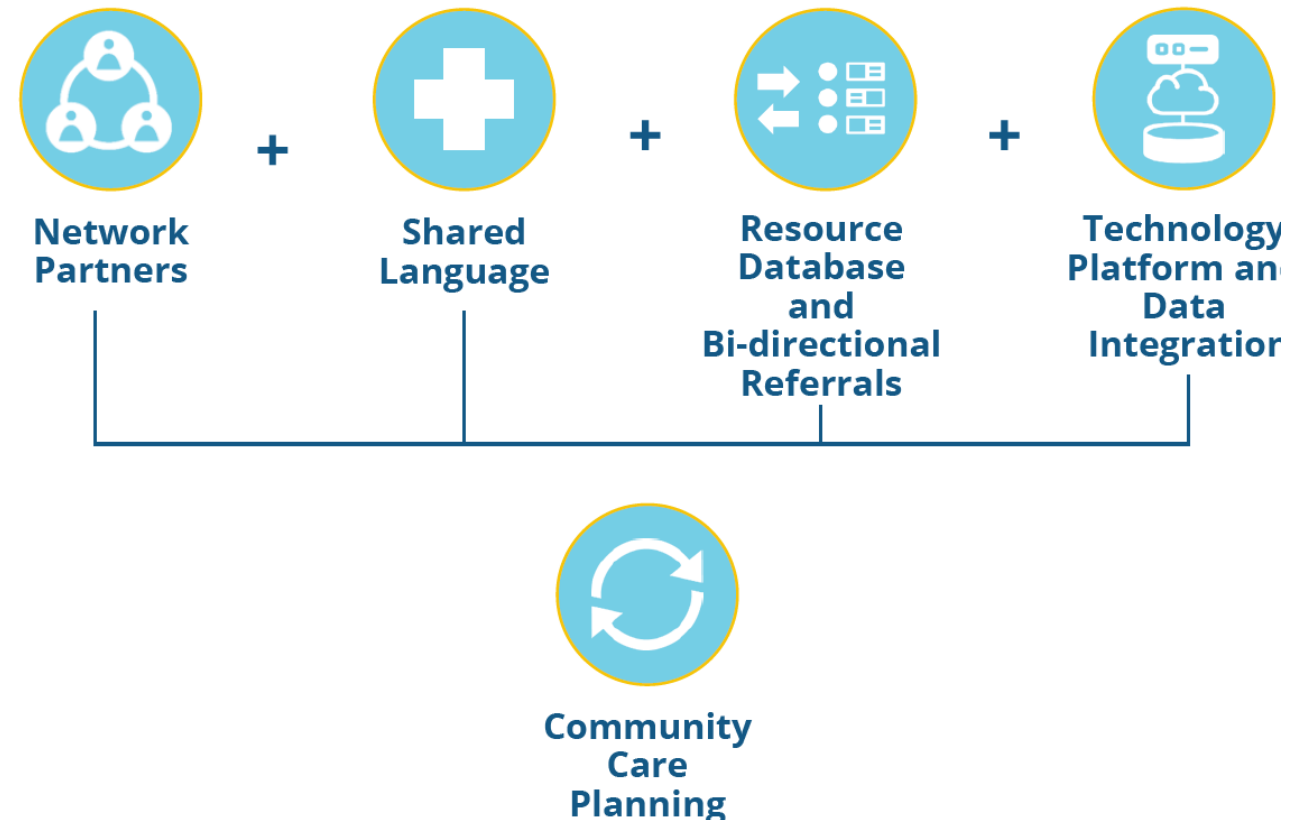 +
+
+
Network
Partners
Shared
Language
Resource
Database
and
Bi-directional
Referrals
Technology
Platform and
Data
Integration
Community
Care
Planning